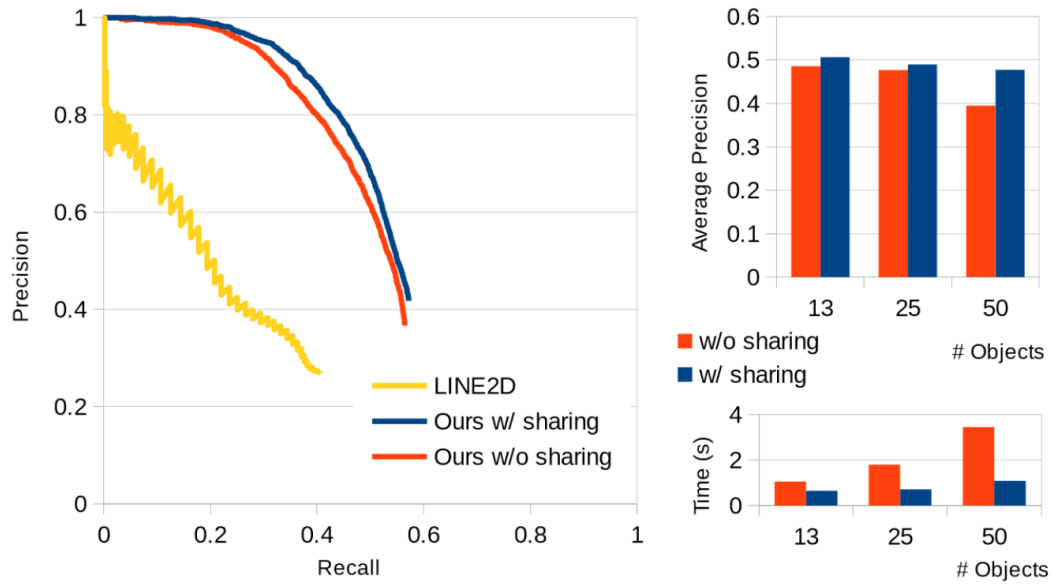 1
0.8
0.6
0.4
0.2
0
0 0.2 0.4 0.6 0.8 1
Precision
Recall
LINE2D
Ours w/ sharing
Ours w/o sharing
0.6
0.5
0.4
0.3
0.2
0.1
0
Average Precision
13 25 50
# Objects
w/o sharing
w/ sharing
4
2
0
Time (s)
13 25 50
# Objects